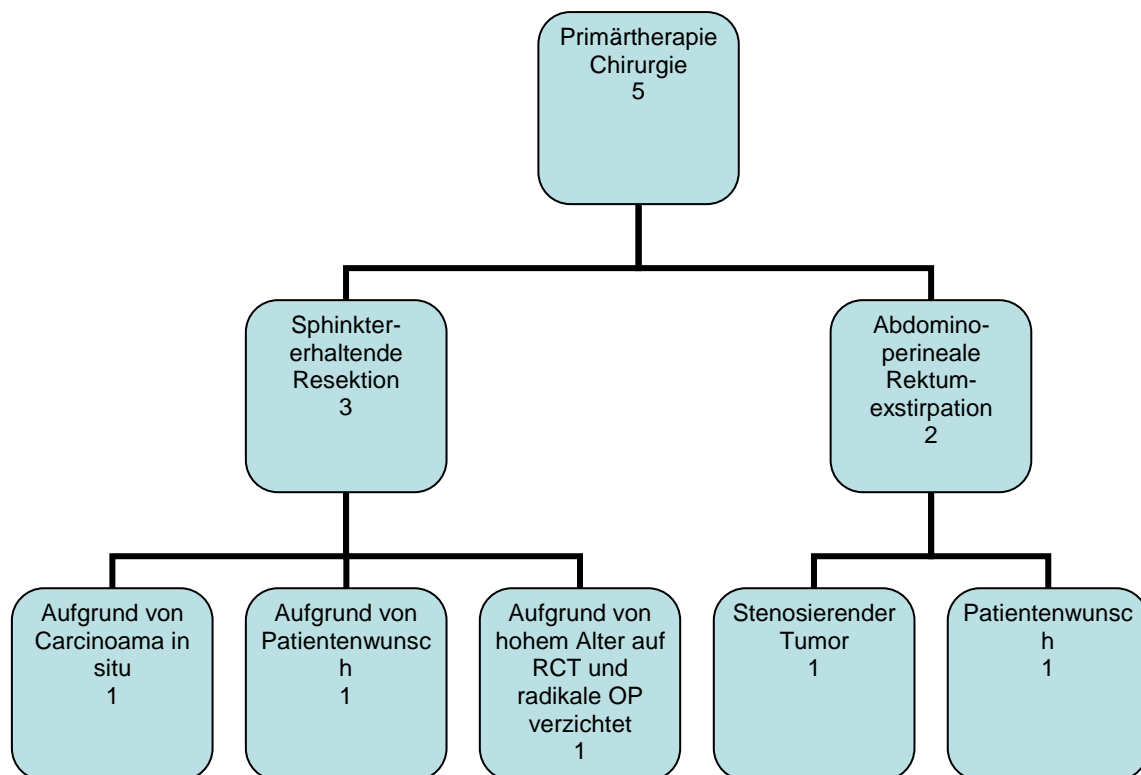 Primärtherapie
Chirurgie
5
Sphinkter-
erhaltende
Resektion
3
Abdomino-
perineale
Rektum-
exstirpation
2
Aufgrund von
Carcinoama in
situ
1
Aufgrund von
Patientenwunsc
h
1
Aufgrund von
hohem Alter auf
RCT und
radikale OP
verzichtet
1
Stenosierender
Tumor
1
Patientenwunsc
h
1